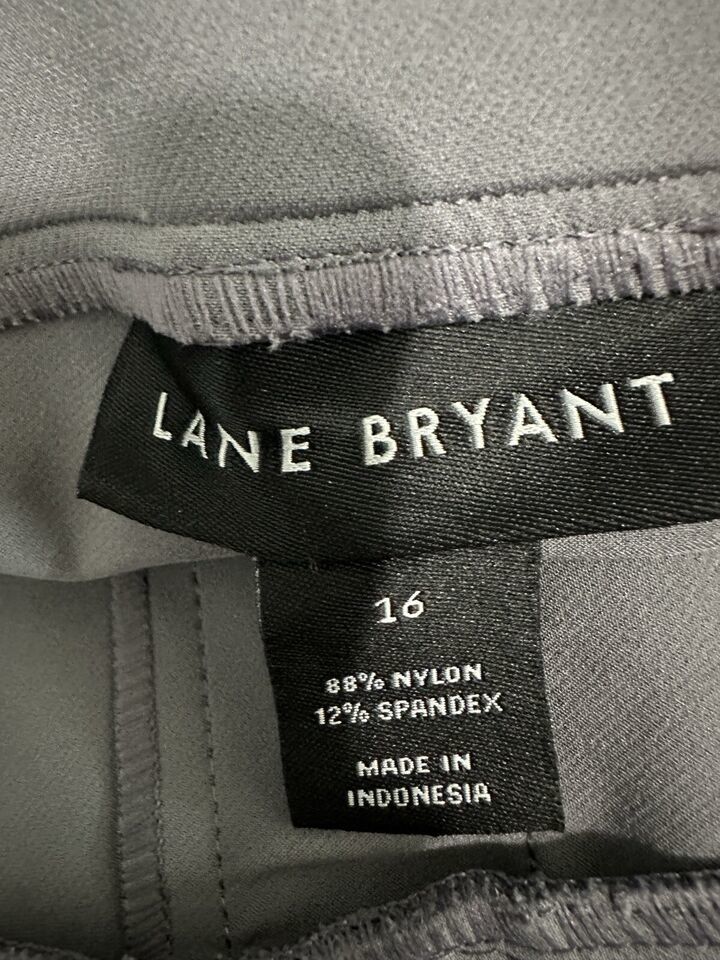 LANE BRYANT
16
88% NYLON
12% SPANDEX
MADE IN
INDONESIA